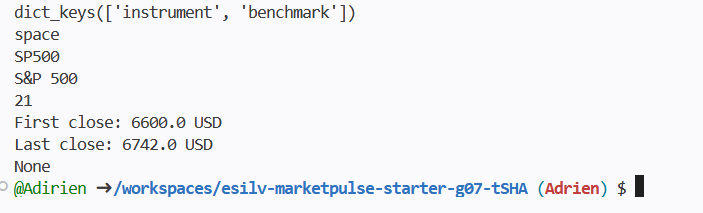 dict_keys(['instrument', 'benchmark'])
space
SP500
S&P 500
21
First close: 6600.0 USD
Last close: 6742.0 USD
None
@Adirien ➜/workspaces/esilv-marketpulse-starter-g07-tSHA (Adrien) $